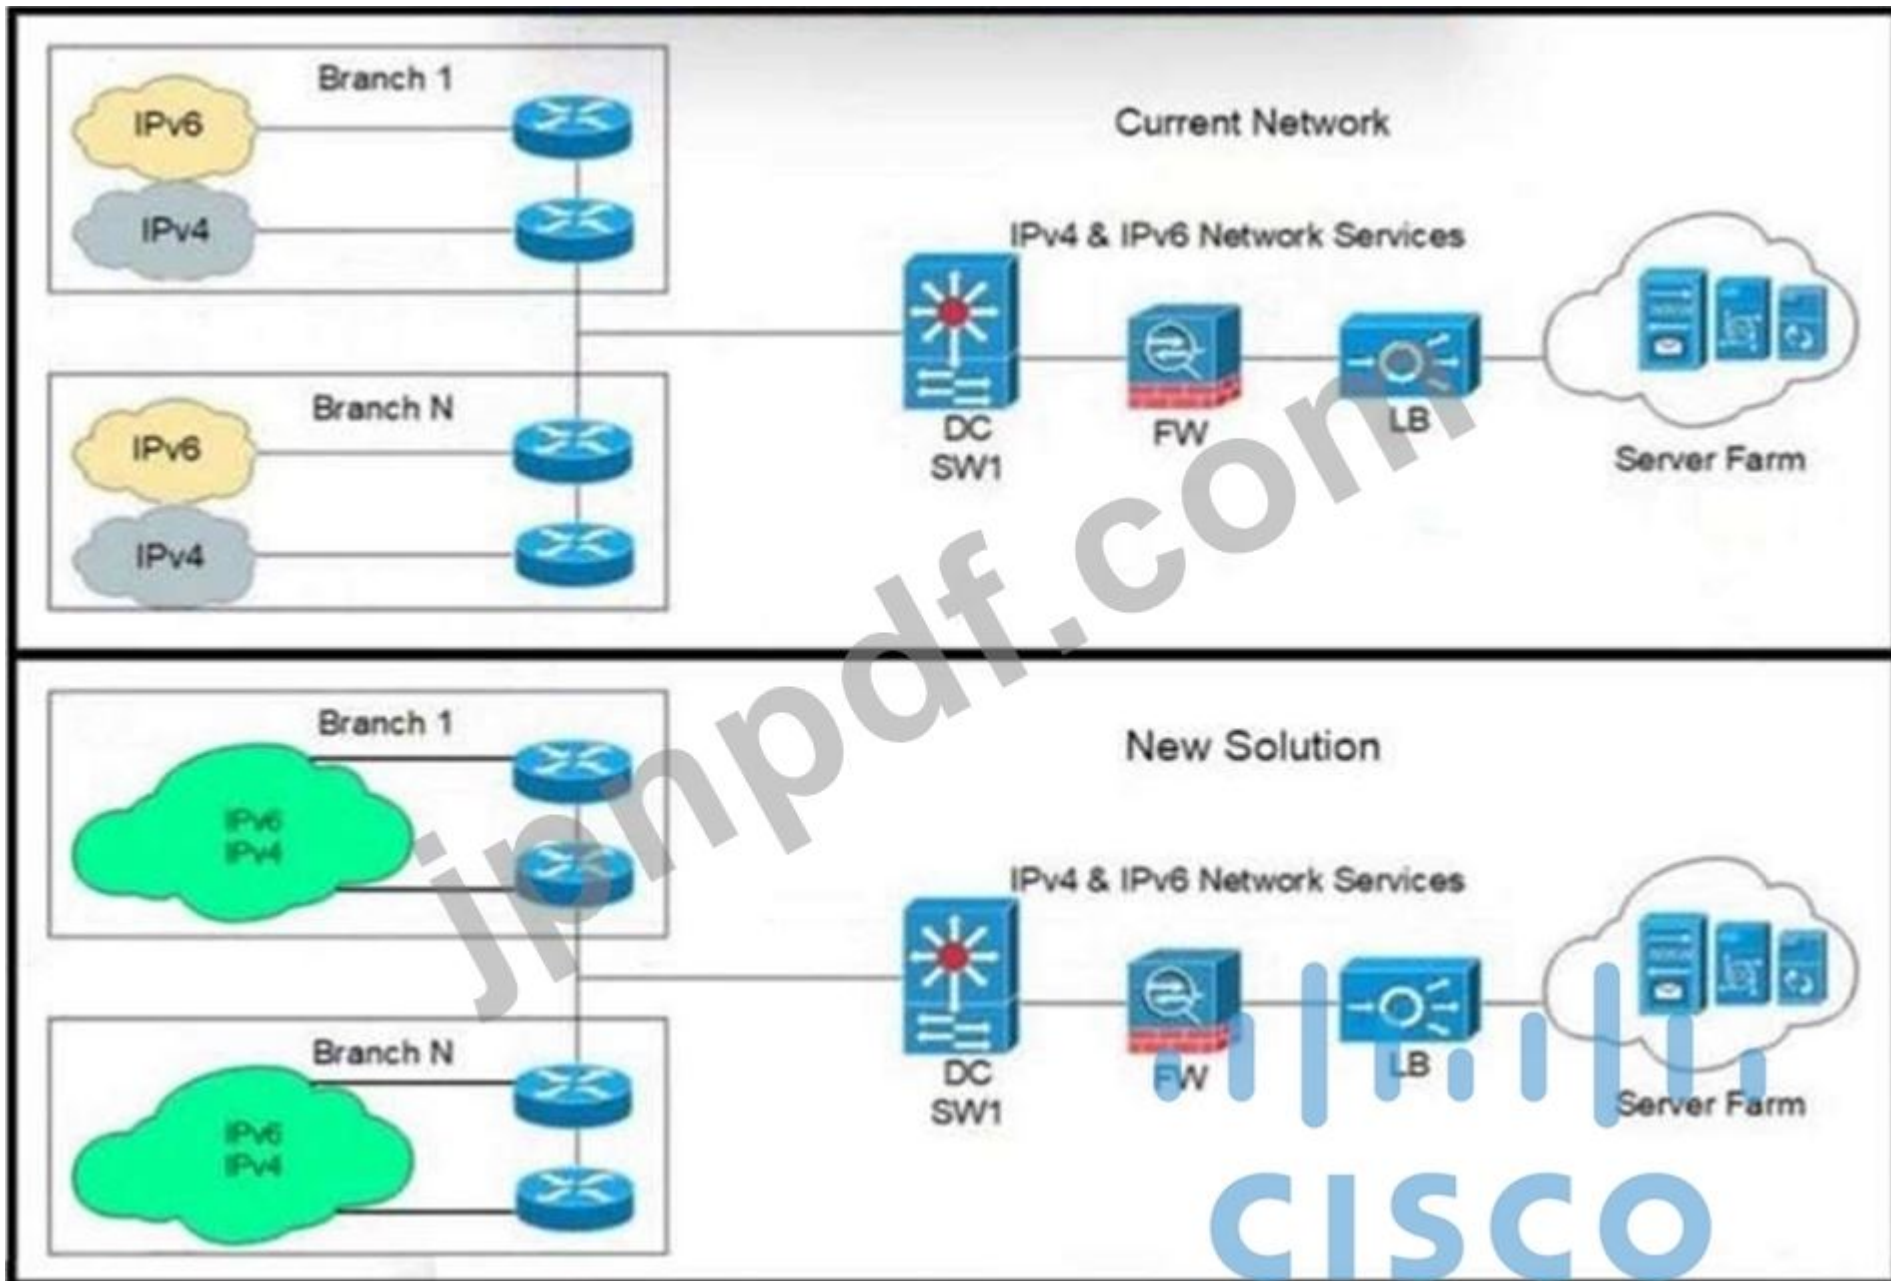 Branch 1
IPv6
IPv4
Current Network
IPv4 & IPv6 Network Services
DC
SW1
FW
LB
Server Farm
Branch N
IPv6
IPv4
jpnpdf.com
Branch 1
IPv6
IPv4
New Solution
IPv4 & IPv6 Network Services
DC
SW1
FW
LB
Server Farm
Branch N
IPv6
IPv4
CISCO